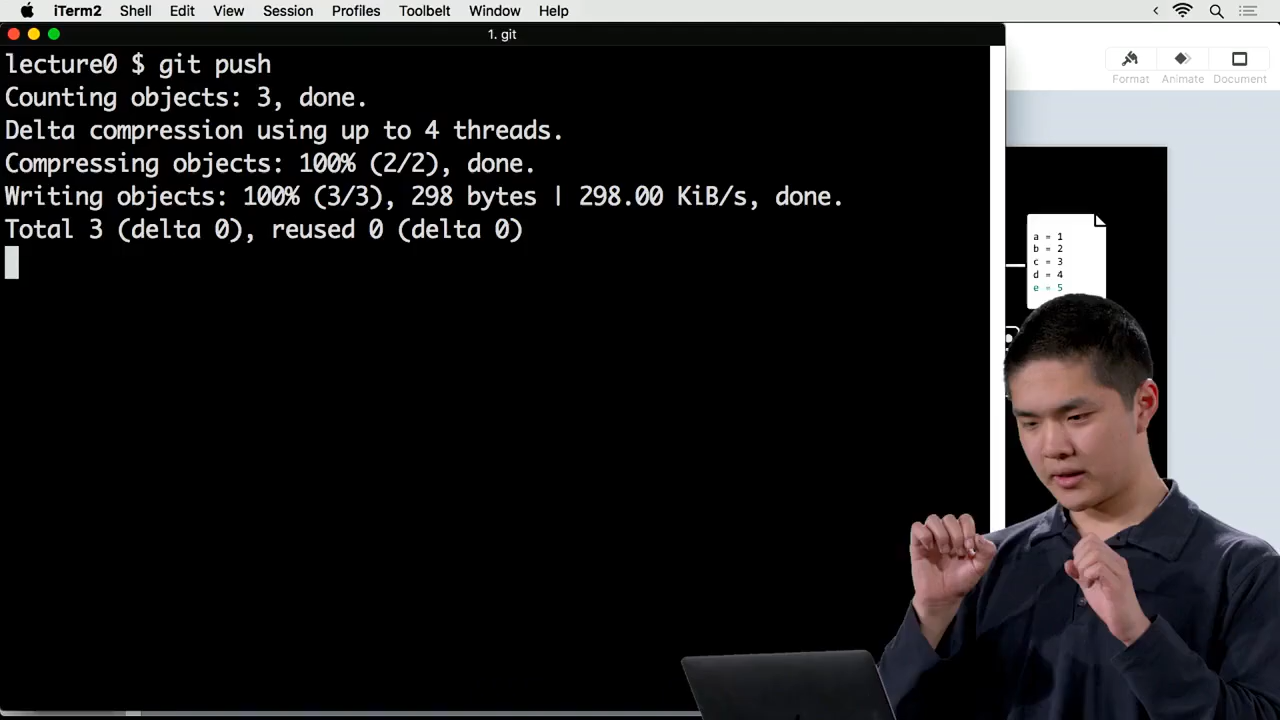 iTerm2 Shell Edit View Session Profiles Toolbelt Window Help
1. git
lecture0 $ git push
Counting objects: 3, done.
Delta compression using up to 4 threads.
Compressing objects: 100% (2/2), done.
Writing objects: 100% (3/3), 298 bytes | 298.00 KiB/s, done.
Total 3 (delta 0), reused 0 (delta 0)
Format Animate Document
a = 1
b = 2
c = 3
d = 4
e = 5